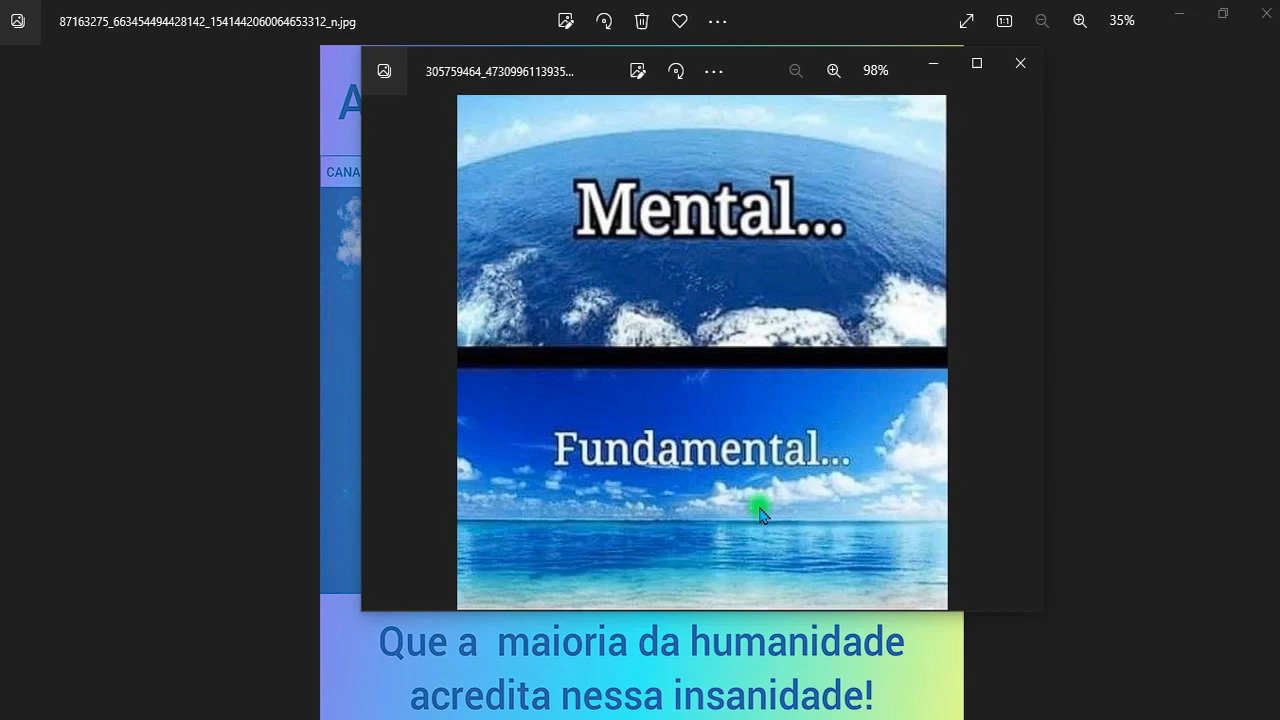 87163275_663454494428142_1541442060064653312_n.jpg
35%
305759464_4730996113935...
98%
A
CANA
Mental...
Fundamental...
Que a maioria da humanidade
acredita nessa insanidade!